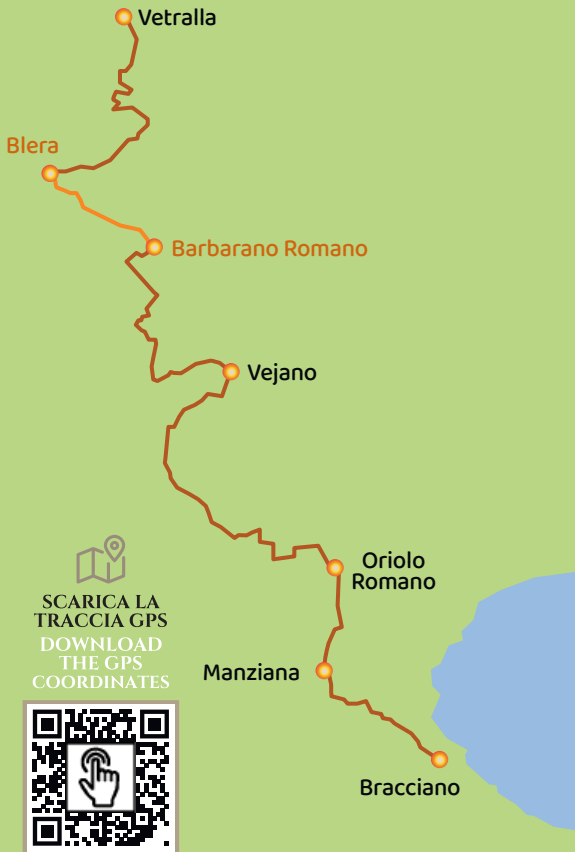 Vetralla
Blera
Barbarano Romano
Vejano
Oriolo
Romano
SCARICA LA
TRACCIA GPS
DOWNLOAD
THE GPS
COORDINATES
Manziana
Bracciano